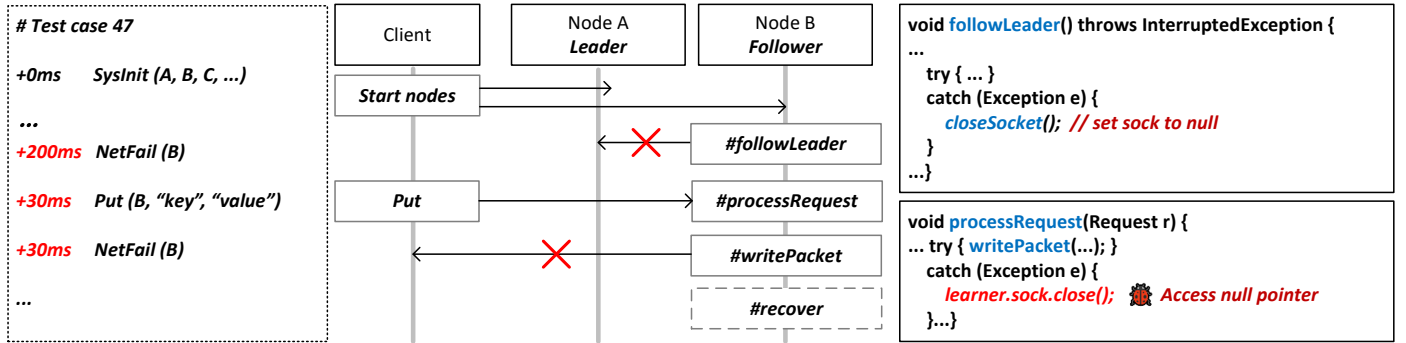 # Test case 47
+0ms SysInit (A, B, C, ...)
...
+200ms NetFail (B)
+30ms Put (B, “key”, “value”)
+30ms NetFail (B)
...
Client
Node A
Leader
Node B
Follower
Start nodes
#followLeader
Put
#processRequest
#writePacket
#recover
void followLeader() throws InterruptedException {
...
try { ... }
catch (Exception e) {
closeSocket(); // set sock to null
}
...}
void processRequest(Request r) {
... try { writePacket(...); }
catch (Exception e) {
learner.sock.close(); Access null pointer
}...}